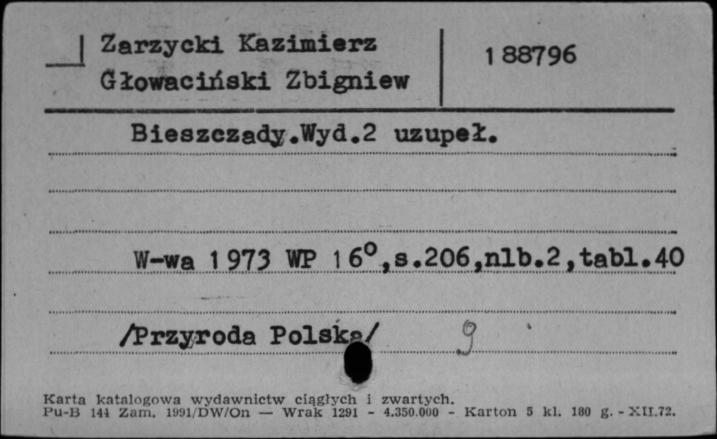 Zarzycki Kazimierz
188796
Głowaciński Zbigniew
Bieszczady.Wyd.2 uzupeł.
W-wa 1973 WP 16⁰,s.206,nlb.2,tabl.40
/Przyroda Polska/ 9
Karta katalogowa wydawnictw ciągłych i zwartych.
Pu-B 144 Zam. 1991/DW/On — Wrak 1291 - 4.350.000 - Karton 5 kl. 180 g. - XII.72.